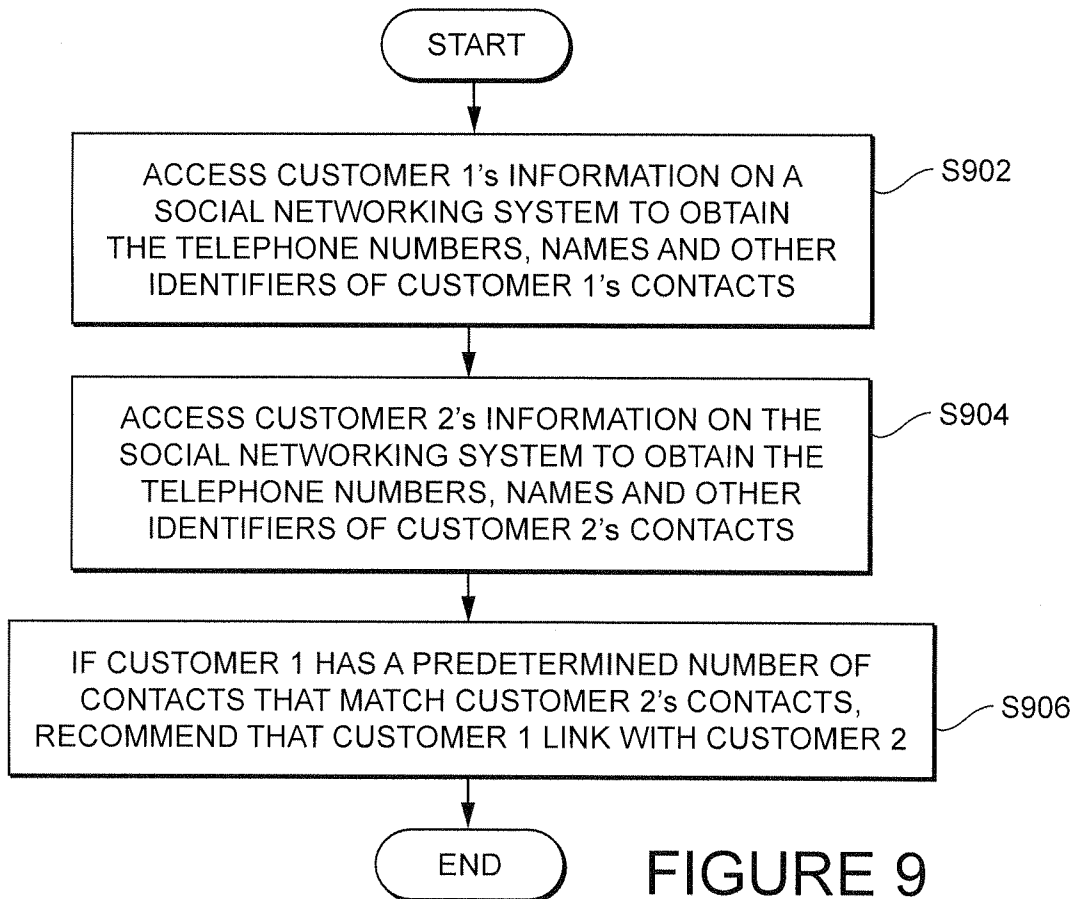 START
ACCESS CUSTOMER 1's INFORMATION ON A
SOCIAL NETWORKING SYSTEM TO OBTAIN
THE TELEPHONE NUMBERS, NAMES AND OTHER
IDENTIFIERS OF CUSTOMER 1's CONTACTS
S902
ACCESS CUSTOMER 2's INFORMATION ON THE
SOCIAL NETWORKING SYSTEM TO OBTAIN THE
TELEPHONE NUMBERS, NAMES AND OTHER
IDENTIFIERS OF CUSTOMER 2's CONTACTS
S904
IF CUSTOMER 1 HAS A PREDETERMINED NUMBER OF
CONTACTS THAT MATCH CUSTOMER 2's CONTACTS,
RECOMMEND THAT CUSTOMER 1 LINK WITH CUSTOMER 2
S906
END
FIGURE 9